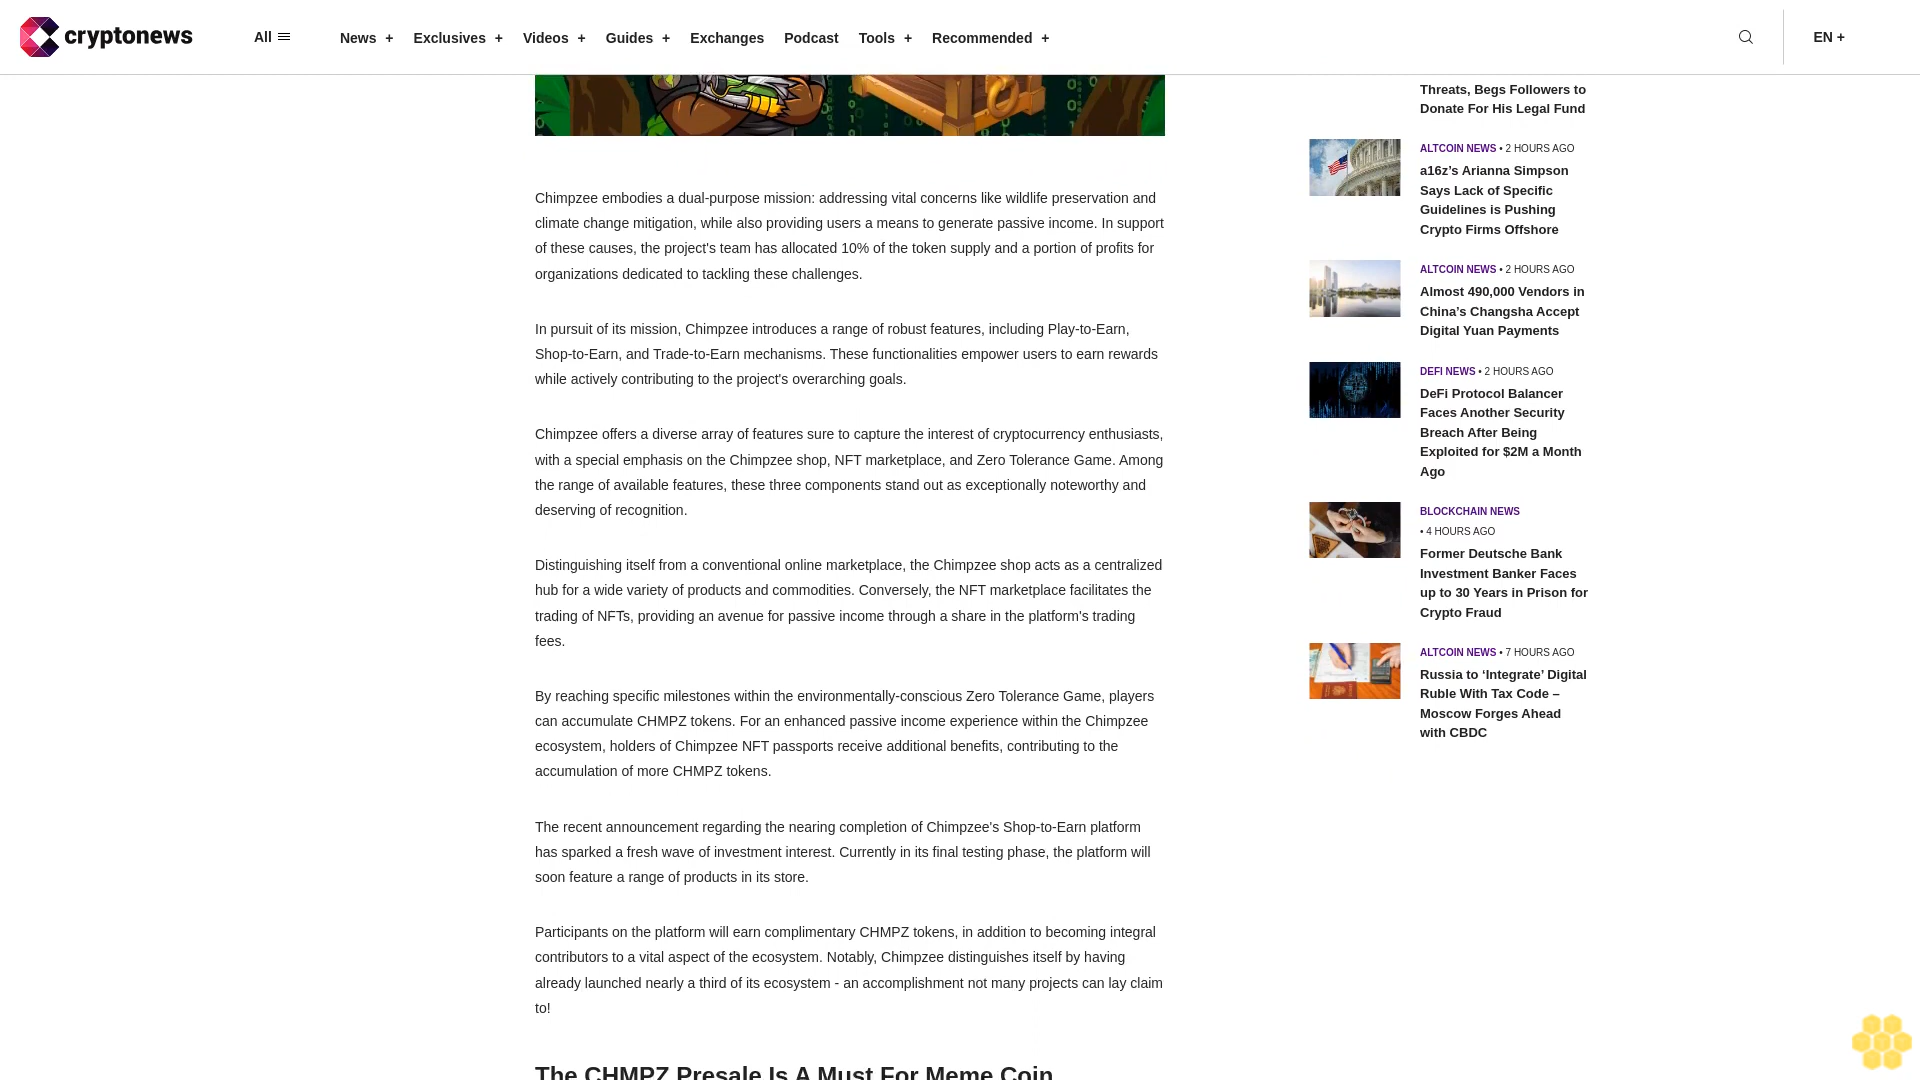 cryptonews
All
News +
Exclusives +
Videos +
Guides +
Exchanges
Podcast
Tools +
Recommended +
EN +
Chimpzee embodies a dual-purpose mission: addressing vital concerns like wildlife preservation and
climate change mitigation, while also providing users a means to generate passive income. In support
of these causes, the project's team has allocated 10% of the token supply and a portion of profits for
organizations dedicated to tackling these challenges.
In pursuit of its mission, Chimpzee introduces a range of robust features, including Play-to-Earn,
Shop-to-Earn, and Trade-to-Earn mechanisms. These functionalities empower users to earn rewards
while actively contributing to the project's overarching goals.
Chimpzee offers a diverse array of features sure to capture the interest of cryptocurrency enthusiasts,
with a special emphasis on the Chimpzee shop, NFT marketplace, and Zero Tolerance Game. Among
the range of available features, these three components stand out as exceptionally noteworthy and
deserving of recognition.
Distinguishing itself from a conventional online marketplace, the Chimpzee shop acts as a centralized
hub for a wide variety of products and commodities. Conversely, the NFT marketplace facilitates the
trading of NFTs, providing an avenue for passive income through a share in the platform's trading
fees.
By reaching specific milestones within the environmentally-conscious Zero Tolerance Game, players
can accumulate CHMPZ tokens. For an enhanced passive income experience within the Chimpzee
ecosystem, holders of Chimpzee NFT passports receive additional benefits, contributing to the
accumulation of more CHMPZ tokens.
The recent announcement regarding the nearing completion of Chimpzee's Shop-to-Earn platform
has sparked a fresh wave of investment interest. Currently in its final testing phase, the platform will
soon feature a range of products in its store.
Participants on the platform will earn complimentary CHMPZ tokens, in addition to becoming integral
contributors to a vital aspect of the ecosystem. Notably, Chimpzee distinguishes itself by having
already launched nearly a third of its ecosystem - an accomplishment not many projects can lay claim
to!
The CHMPZ Presale Is A Must For Meme Coin
Threats, Begs Followers to
Donate For His Legal Fund
ALTCOIN NEWS • 2 HOURS AGO
a16z’s Arianna Simpson
Says Lack of Specific
Guidelines is Pushing
Crypto Firms Offshore
ALTCOIN NEWS • 2 HOURS AGO
Almost 490,000 Vendors in
China’s Changsha Accept
Digital Yuan Payments
DEFI NEWS • 2 HOURS AGO
DeFi Protocol Balancer
Faces Another Security
Breach After Being
Exploited for $2M a Month
Ago
BLOCKCHAIN NEWS
• 4 HOURS AGO
Former Deutsche Bank
Investment Banker Faces
up to 30 Years in Prison for
Crypto Fraud
ALTCOIN NEWS • 7 HOURS AGO
Russia to ‘Integrate’ Digital
Ruble With Tax Code –
Moscow Forges Ahead
with CBDC